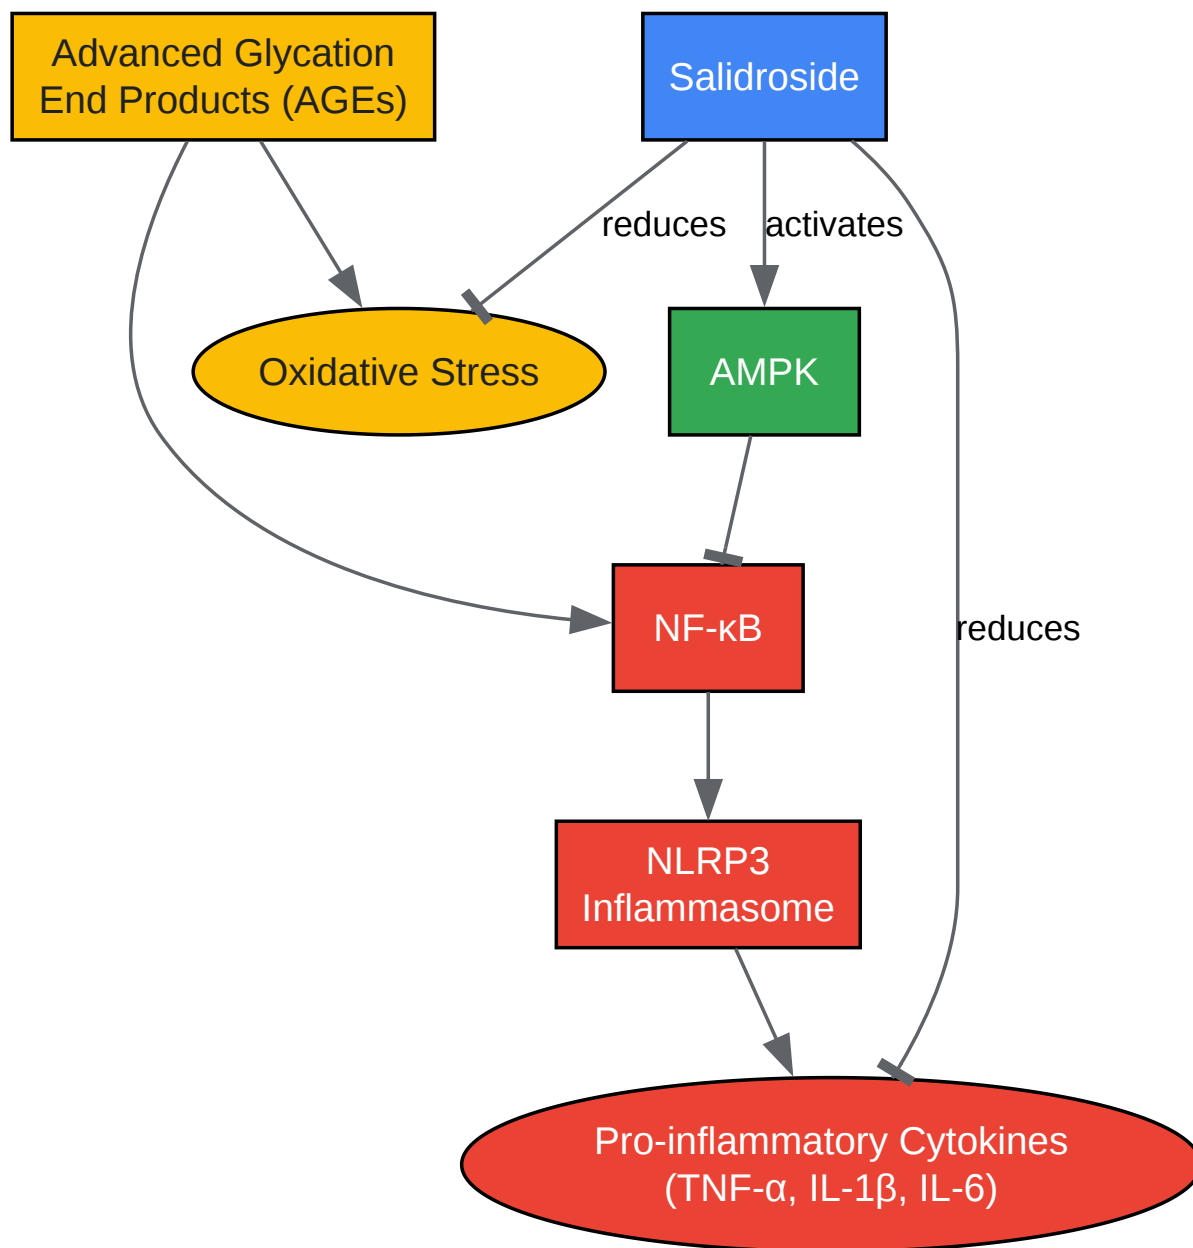 Advanced Glycation
End Products (AGEs)
Salidroside
reduces
activates
Oxidative Stress
AMPK
NF-κB
reduces
NLRP3
Inflammasome
Pro-inflammatory Cytokines
(TNF-α, IL-1β, IL-6)